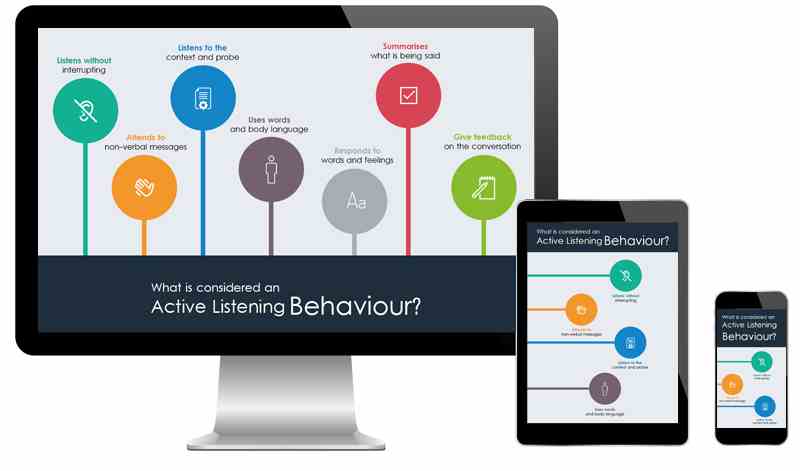 Listens without
interrupting
Listens to the
context and probe
Summarises
what is being said
Attends to
non-verbal messages
Uses words
and body language
Responds to
words and feelings
Give feedback
on the conversation
Aa
What is considered an
Active Listening Behaviour?
What is considered an
Active Listening Behaviour?
Listens without
interrupting
Attends to
non-verbal messages
Listens to the
context and probe
Uses words
and body language
What is considered an
Active Listening
Behaviour?
Listens without
interrupting
Attends to
non-verbal messages
Listens to the
context and probe